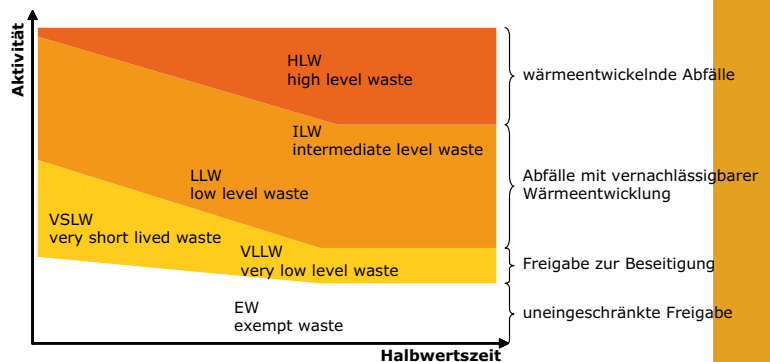 Aktivität
HLW
high level waste
wärmeentwickelnde Abfälle
ILW
intermediate level waste
LLW
low level waste
Abfälle mit vernachlässigbarer
Wärmeentwicklung
VSLW
very short lived waste
VLLW
very low level waste
Freigabe zur Beseitigung
EW
exempt waste
uneingeschränkte Freigabe
Halbwertszeit